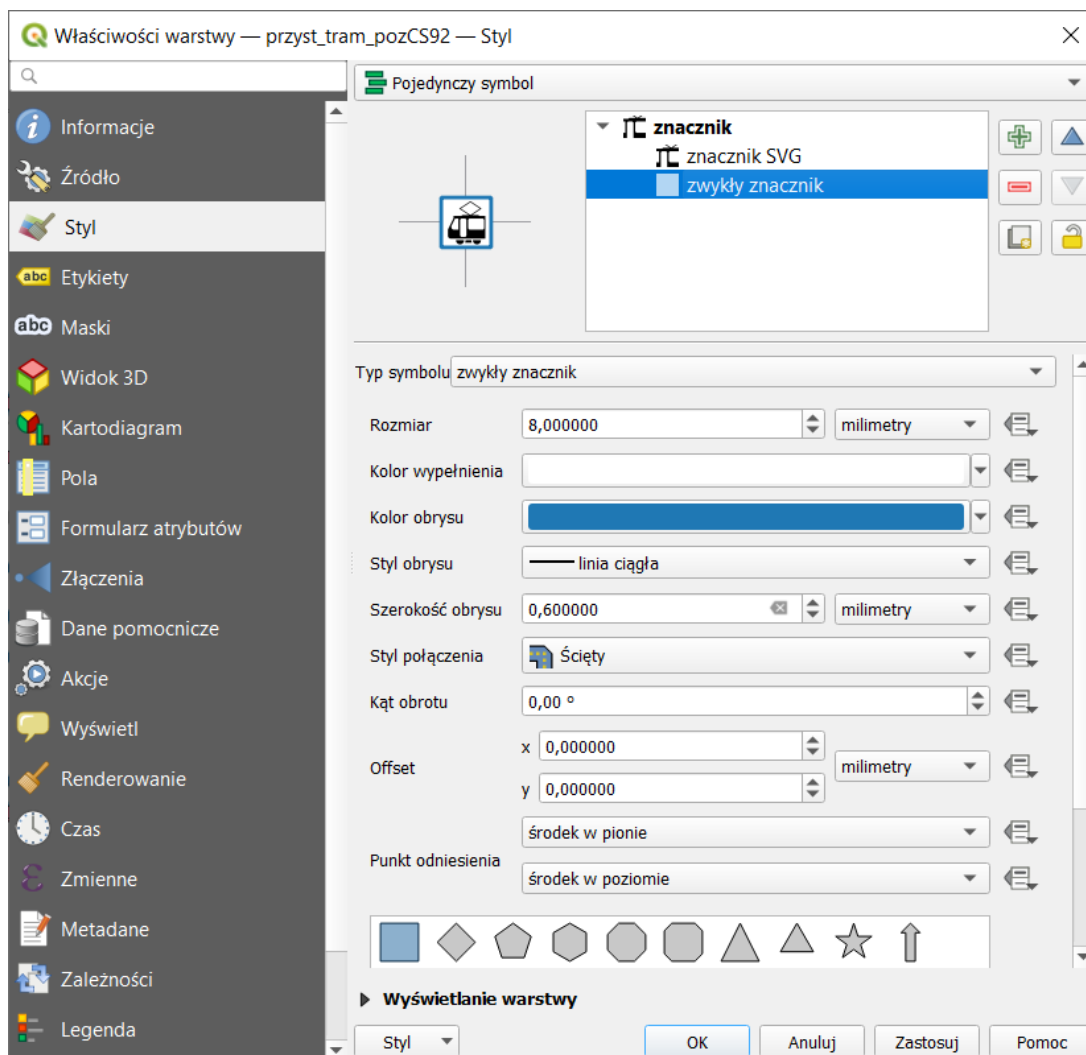 Właściwości warstwy — przyst_tram_pozCS92 — Styl
Informacje
Źródło
Styl
abc Etykiety
abc Maski
Widok 3D
Kartodiagram
Pola
Formularz atrybutów
Złączenia
Dane pomocnicze
Akcje
Wyświetl
Renderowanie
Czas
Zmienne
Metadane
Zależności
Legenda
Pojedynczy symbol
znacznik
znacznik SVG
zwykły znacznik
Typ symbolu zwykły znacznik
Rozmiar 8,000000 milimetry
Kolor wypełnienia
Kolor obrysu
Styl obrysu linia ciągła
Szerokość obrysu 0,600000 milimetry
Styl połączenia Ścięty
Kąt obrotu 0,00 °
Offset x 0,000000 milimetry
y 0,000000
Punkt odniesienia środek w pionie
środek w poziomie
Wyświetlanie warstwy
Styl OK Anuluj Zastosuj Pomoc